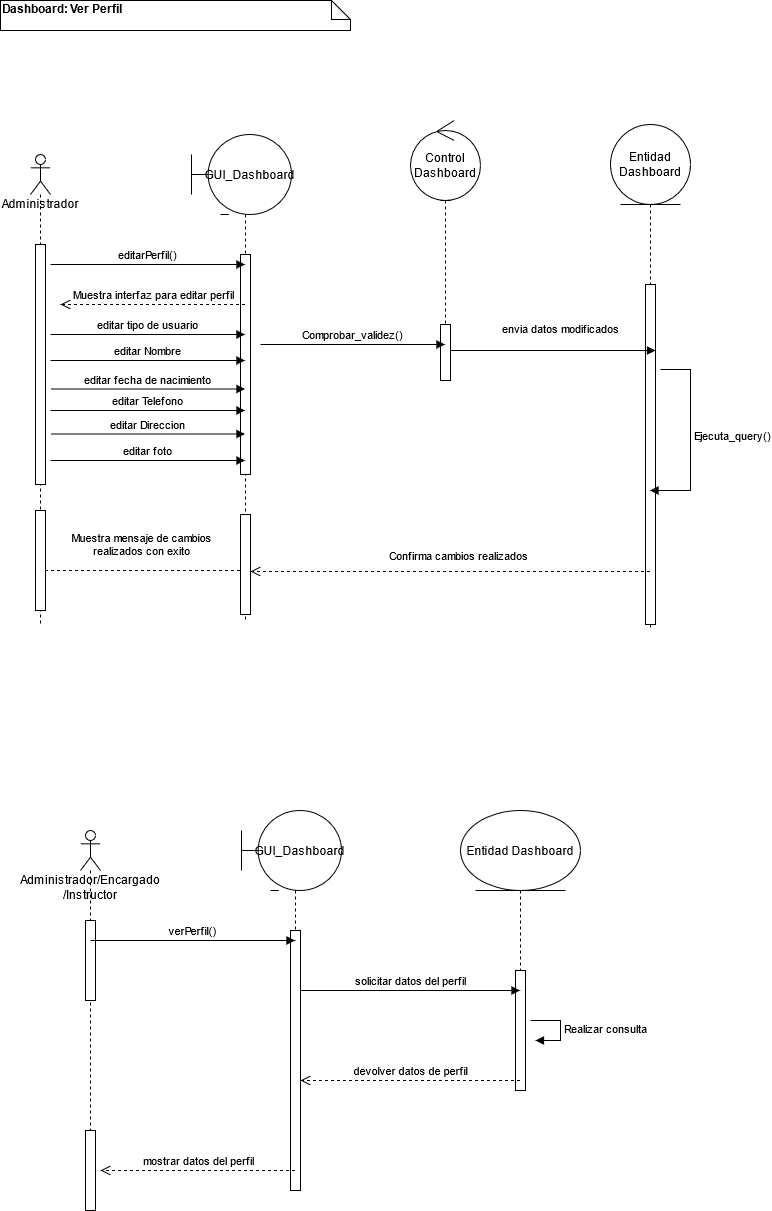 Dashboard: Ver Perfil
Administrador
GUI_Dashboard
Control
Dashboard
Entidad
Dashboard
editarPerfil()
Muestra interfaz para editar perfil
editar tipo de usuario
Comprobar_validez()
envia datos modificados
editar Nombre
editar fecha de nacimiento
editar Telefono
editar Direccion
Ejecuta_query()
editar foto
Muestra mensaje de cambios
realizados con exito
Confirma cambios realizados
Administrador/Encargado
/Instructor
GUI_Dashboard
Entidad Dashboard
verPerfil()
solicitar datos del perfil
Realizar consulta
devolver datos de perfil
mostrar datos del perfil